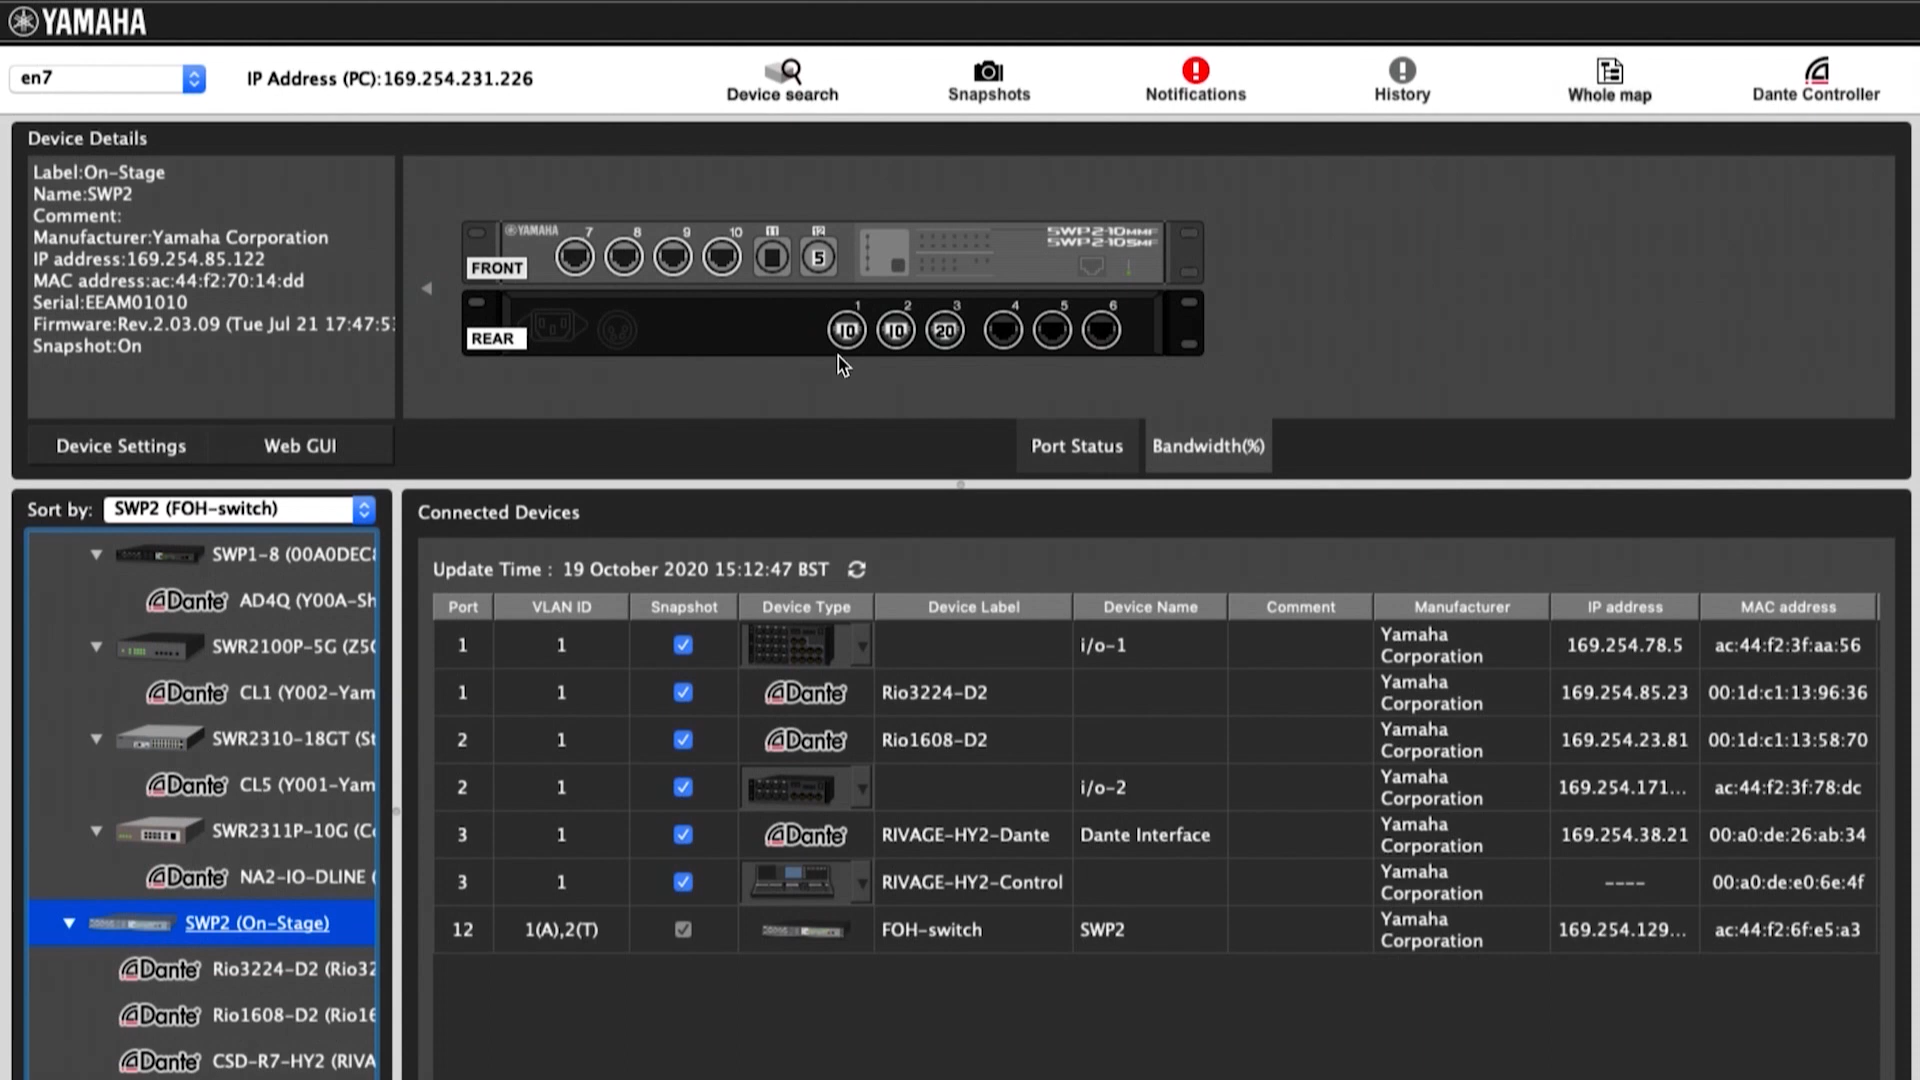 YAMAHA
en7
IP Address (PC):169.254.231.226
Device search
Snapshots
Notifications
History
Whole map
Dante Controller
Device Details
Label:On-Stage
Name:SWP2
Comment:
Manufacturer:Yamaha Corporation
IP address:169.254.85.122
MAC address:ac:44:f2:70:14:dd
Serial:EEAM01010
Firmware:Rev.2.03.09 (Tue Jul 21 17:47:53
Snapshot:On
YAMAHA
7 8 9 10 11 12
SWP2-10MMF
SWP2-10SMF
5
FRONT
1 2 3 4 5 6
10 10 20
REAR
Device Settings
Web GUI
Port Status
Bandwidth(%)
Sort by: SWP2 (FOH-switch)
SWP1-8 (00A0DEC
Dante AD4Q (Y00A-Sh
SWR2100P-5G (Z5
Dante CL1 (Y002-Yam
SWR2310-18GT (St
Dante CL5 (Y001-Yam
SWR2311P-10G (C
Dante NA2-IO-DLINE (
SWP2 (On-Stage)
Dante Rio3224-D2 (Rio32
Dante Rio1608-D2 (Rio16
Dante CSD-R7-HY2 (RIVA
Connected Devices
Update Time : 19 October 2020 15:12:47 BST
Port VLAN ID Snapshot Device Type Device Label Device Name Comment Manufacturer IP address MAC address
1 1 i/o-1 Yamaha Corporation 169.254.78.5 ac:44:f2:3f:aa:56
1 1 Dante Rio3224-D2 Yamaha Corporation 169.254.85.23 00:1d:c1:13:96:36
2 1 Dante Rio1608-D2 Yamaha Corporation 169.254.23.81 00:1d:c1:13:58:70
2 1 i/o-2 Yamaha Corporation 169.254.171... ac:44:f2:3f:78:dc
3 1 Dante RIVAGE-HY2-Dante Dante Interface Yamaha Corporation 169.254.38.21 00:a0:de:26:ab:34
3 1 RIVAGE-HY2-Control Yamaha Corporation ---- 00:a0:de:e0:6e:4f
12 1(A),2(T) FOH-switch SWP2 Yamaha Corporation 169.254.129... ac:44:f2:6f:e5:a3